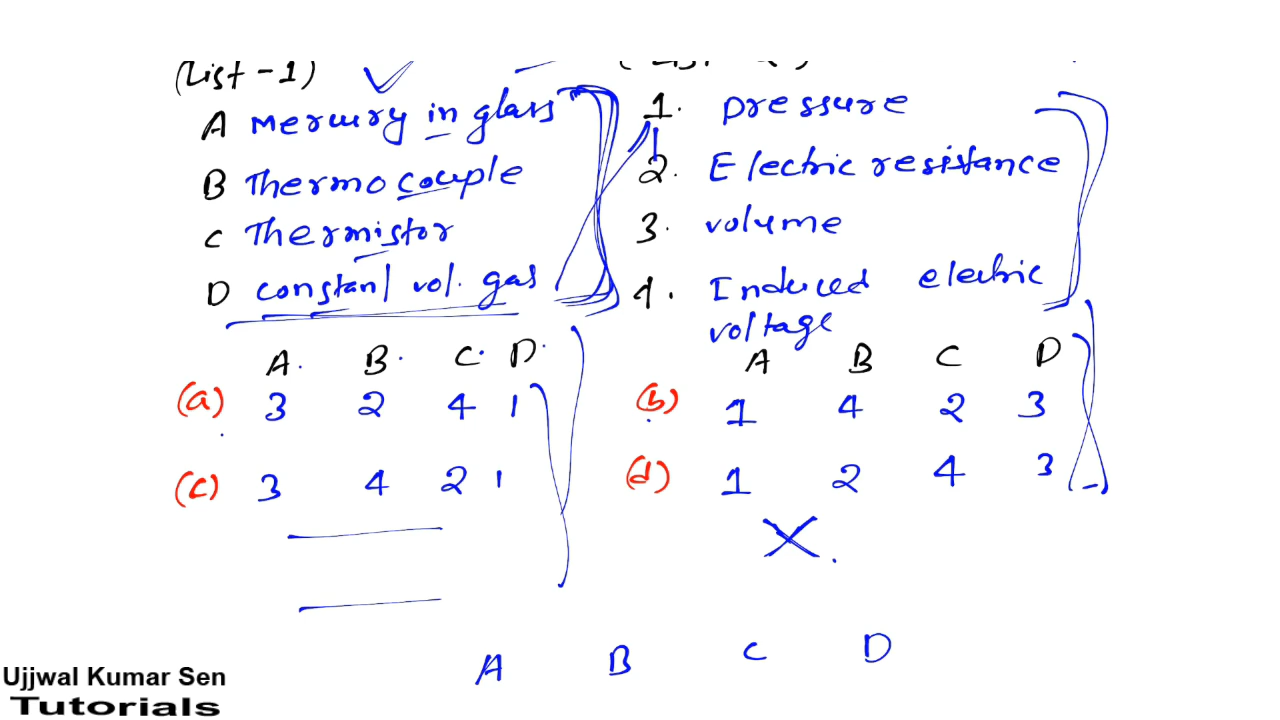 (List - 1)
A mercury in glass
B Thermocouple
C Thermistor
D constant vol. gas
1. pressure
2. Electric resistance
3. volume
4. Induced electric
voltage
A. B. C. D.
(a) 3 2 4 1
(c) 3 4 2 1
A B C D
(b) 1 4 2 3
(d) 1 2 4 3
A B C D
Ujjwal Kumar Sen
Tutorials